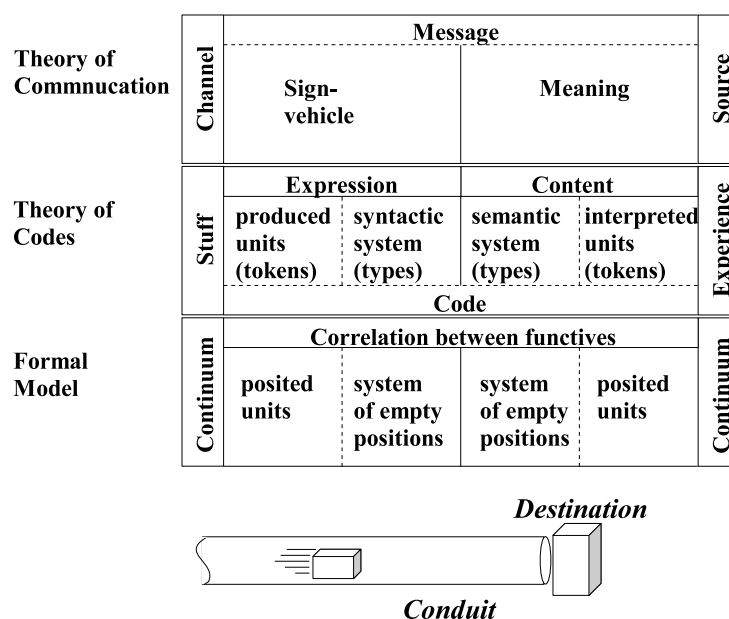 Theory of
Commnucation
Channel
Message
Sign-
vehicle
Meaning
Source
Theory of
Codes
Stuff
Expression
Content
produced
units
(tokens)
syntactic
system
(types)
semantic
system
(types)
interpreted
units
(tokens)
Code
Experience
Formal
Model
Continuum
Correlation between functives
posited
units
system
of empty
positions
system
of empty
positions
posited
units
Continuum
Destination
Conduit